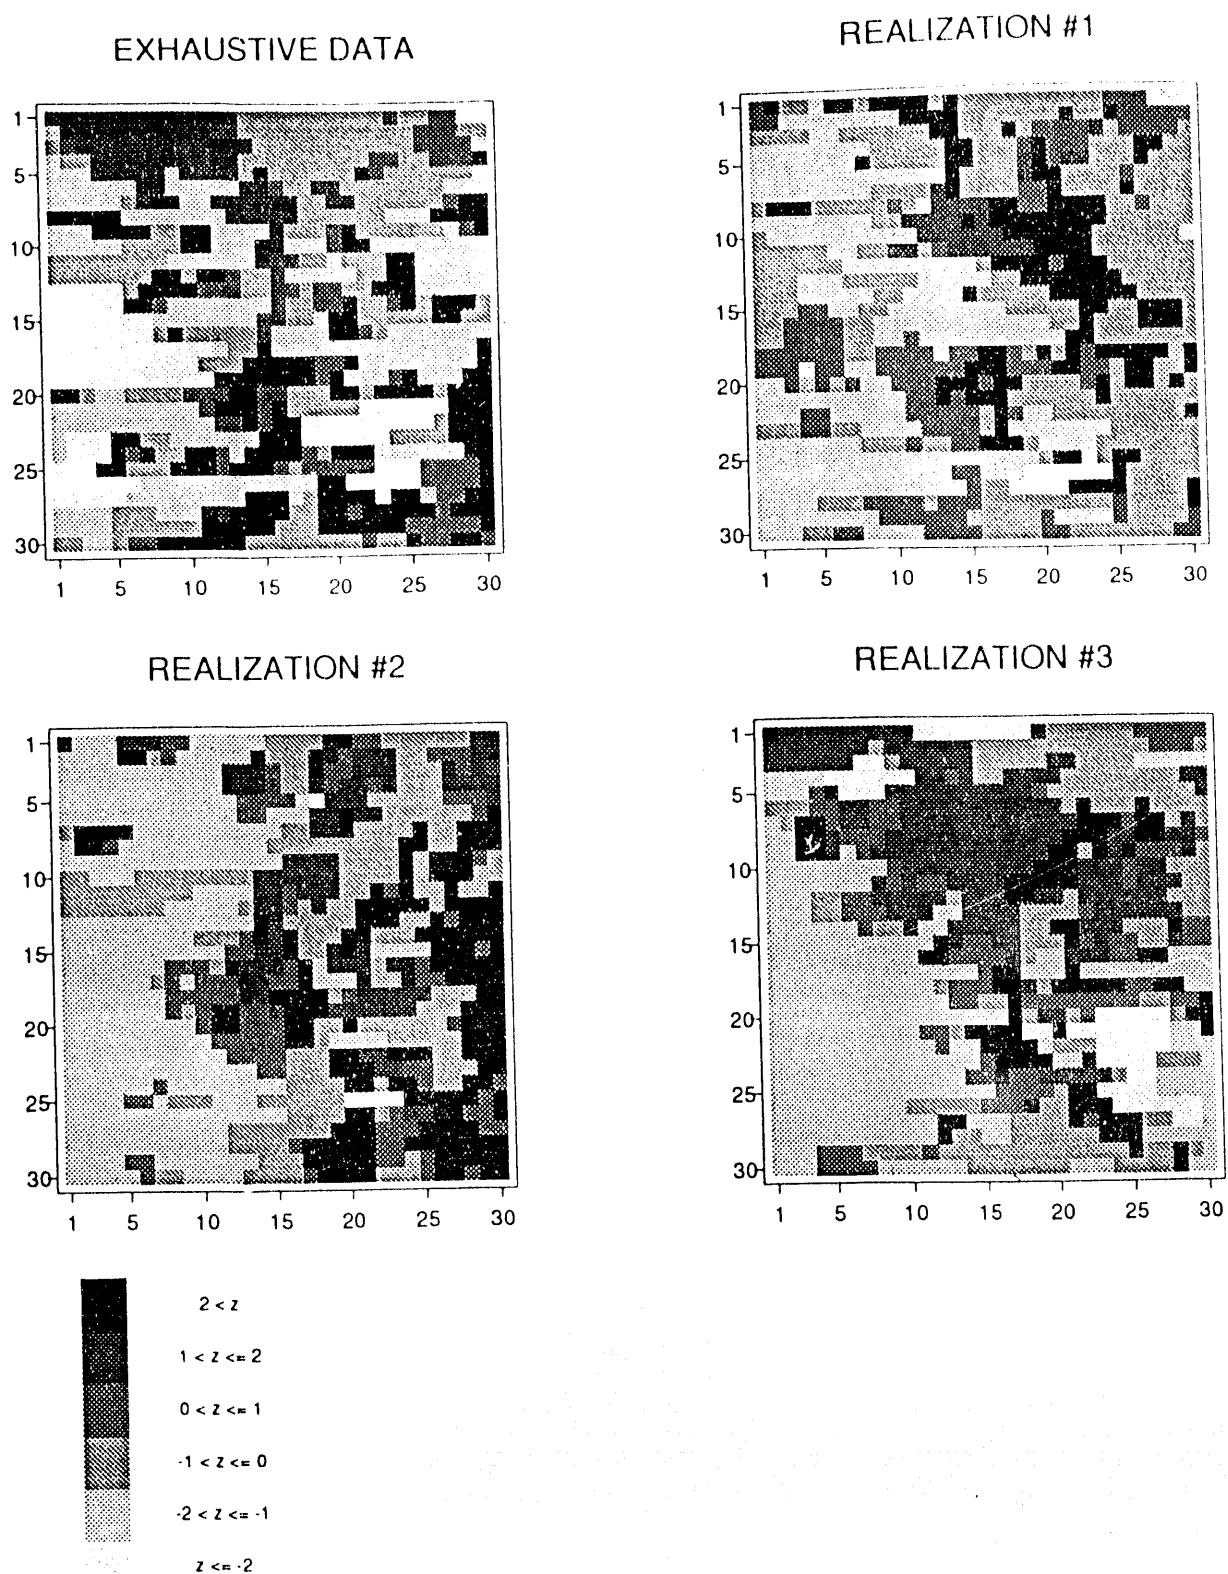 EXHAUSTIVE DATA
REALIZATION #1
1
5
10
15
20
25
30
1 5 10 15 20 25 30
1
5
10
15
20
25
30
1 5 10 15 20 25 30
REALIZATION #2
REALIZATION #3
1
5
10
15
20
25
30
1 5 10 15 20 25 30
1
5
10
15
20
25
30
1 5 10 15 20 25 30
2 < z
1 < z <= 2
0 < z <= 1
-1 < z <= 0
-2 < z <= -1
z <= -2